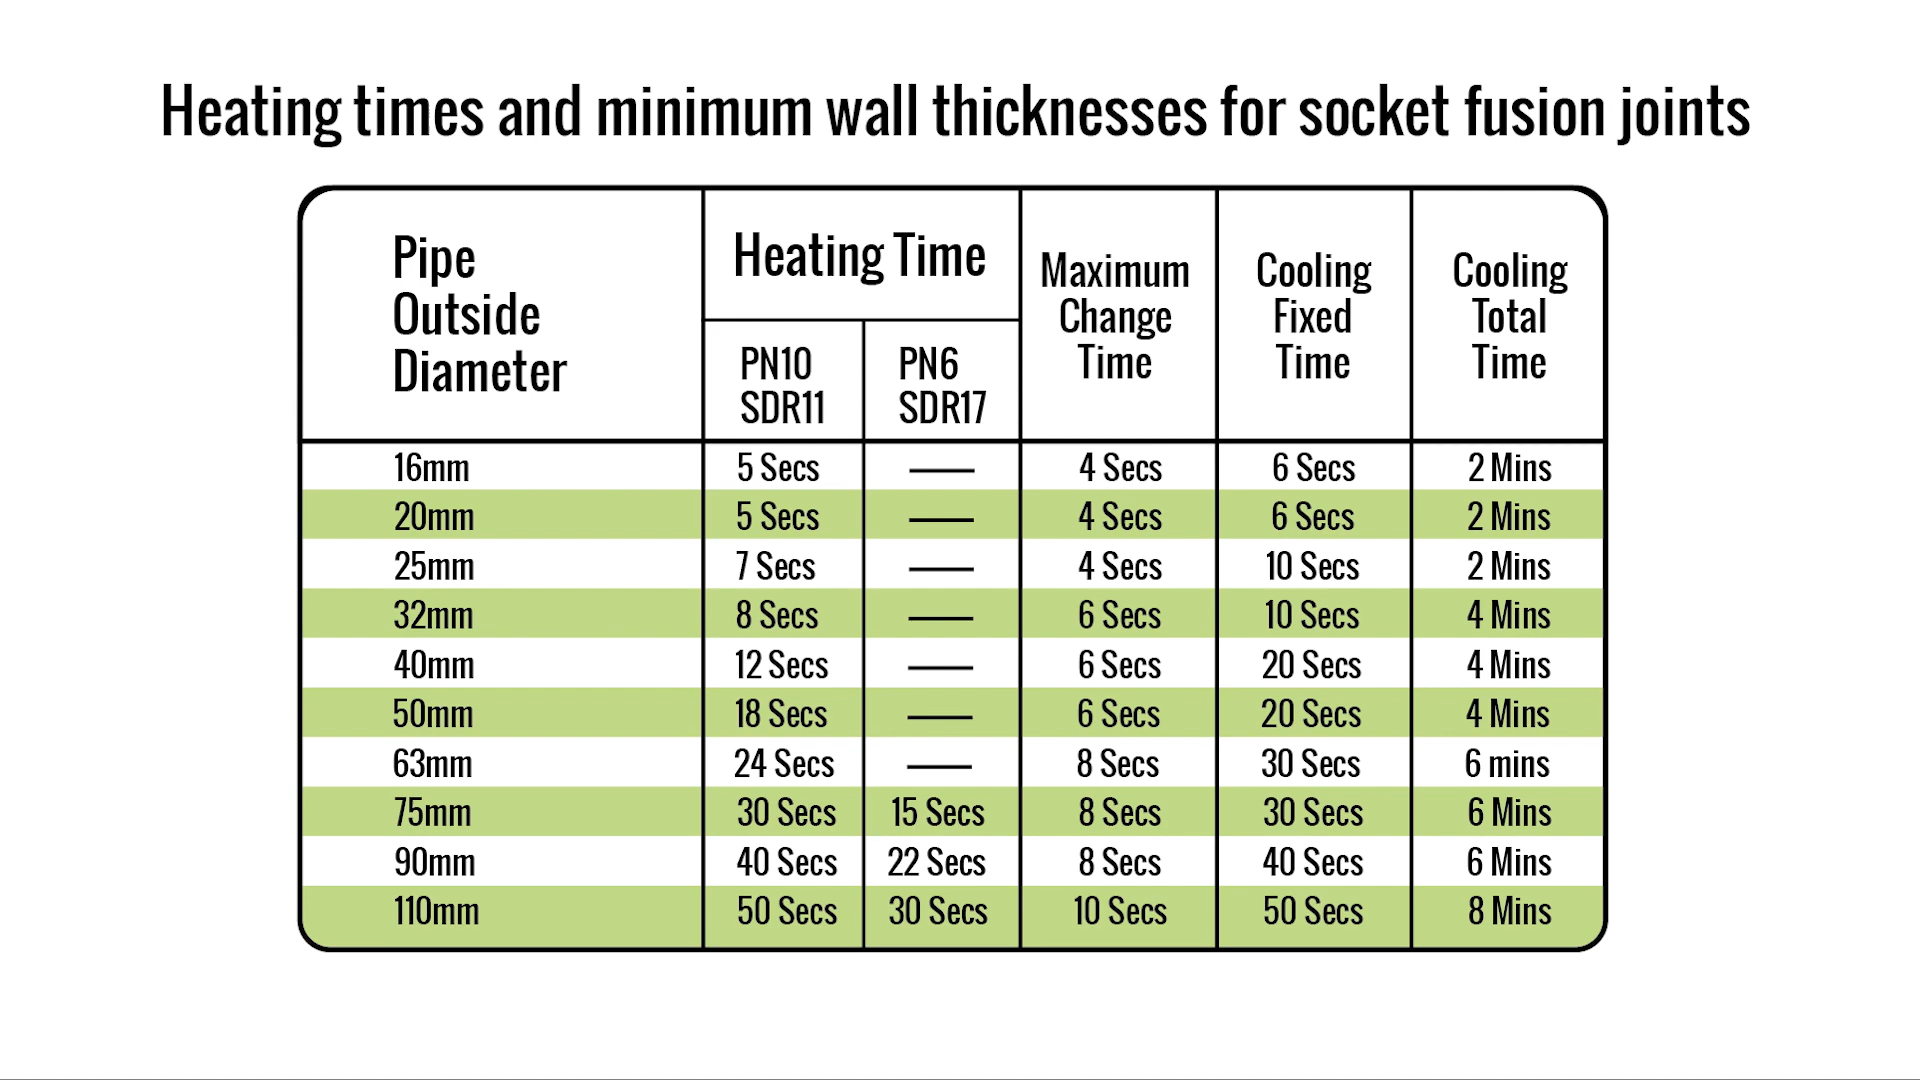 Heating times and minimum wall thicknesses for socket fusion joints
Pipe
Outside
Diameter
Heating Time
PN10
SDR11
PN6
SDR17
Maximum
Change
Time
Cooling
Fixed
Time
Cooling
Total
Time
16mm 5 Secs — 4 Secs 6 Secs 2 Mins
20mm 5 Secs — 4 Secs 6 Secs 2 Mins
25mm 7 Secs — 4 Secs 10 Secs 2 Mins
32mm 8 Secs — 6 Secs 10 Secs 4 Mins
40mm 12 Secs — 6 Secs 20 Secs 4 Mins
50mm 18 Secs — 6 Secs 20 Secs 4 Mins
63mm 24 Secs — 8 Secs 30 Secs 6 mins
75mm 30 Secs 15 Secs 8 Secs 30 Secs 6 Mins
90mm 40 Secs 22 Secs 8 Secs 40 Secs 6 Mins
110mm 50 Secs 30 Secs 10 Secs 50 Secs 8 Mins